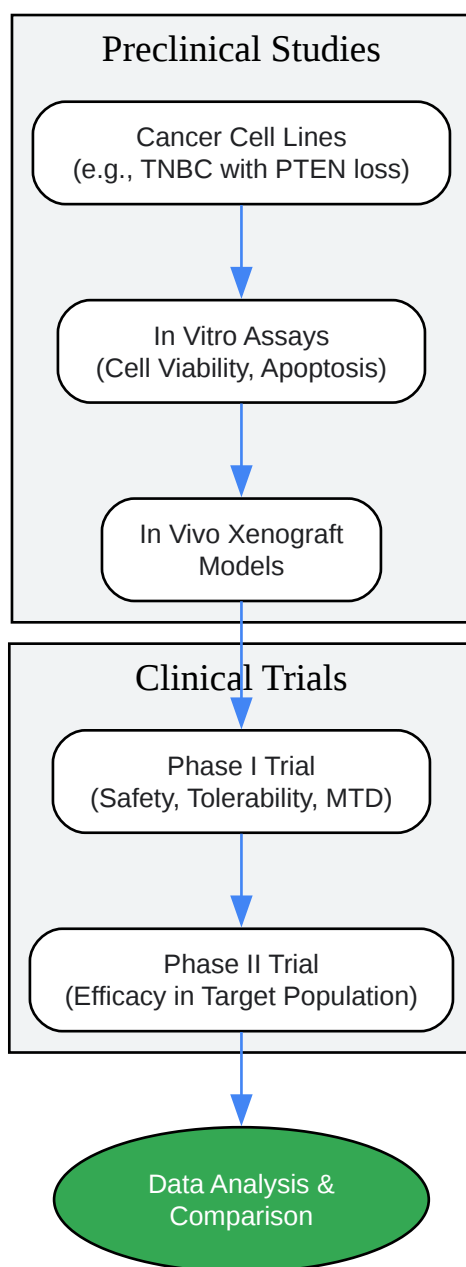 Preclinical Studies
Cancer Cell Lines
(e.g., TNBC with PTEN loss)
In Vitro Assays
(Cell Viability, Apoptosis)
In Vivo Xenograft
Models
Clinical Trials
Phase I Trial
(Safety, Tolerability, MTD)
Phase II Trial
(Efficacy in Target Population)
Data Analysis &
Comparison